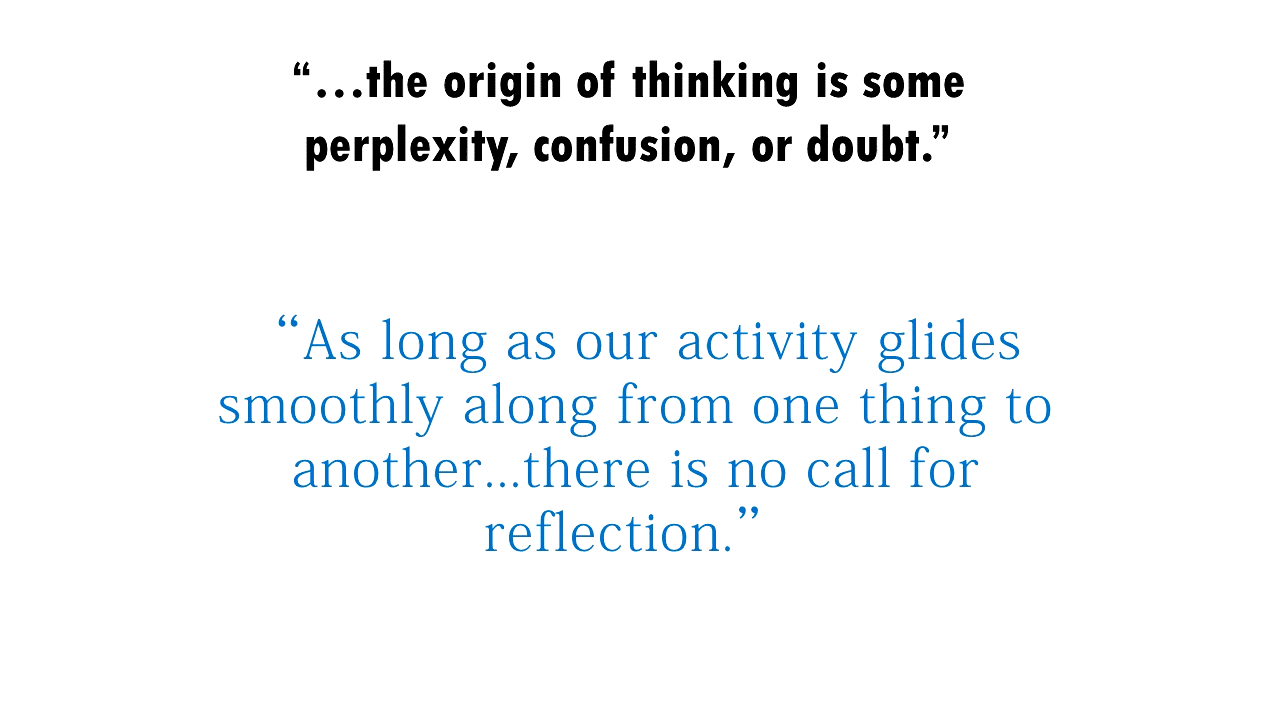 “…the origin of thinking is some
perplexity, confusion, or doubt.”
“As long as our activity glides
smoothly along from one thing to
another…there is no call for
reflection.”